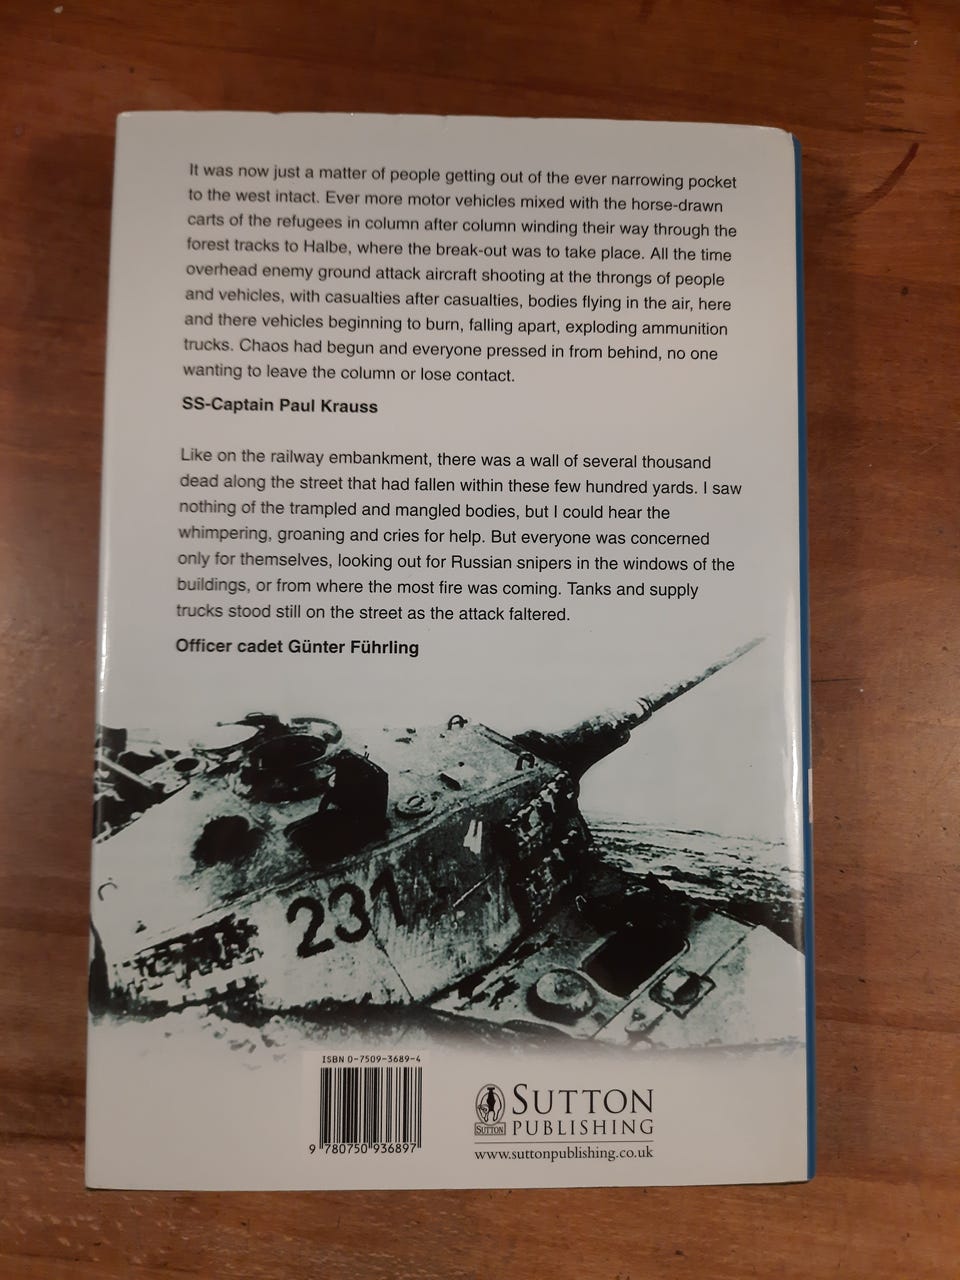 It was now just a matter of people getting out of the ever narrowing pocket
to the west intact. Ever more motor vehicles mixed with the horse-drawn
carts of the refugees in column after column winding their way through the
forest tracks to Halbe, where the break-out was to take place. All the time
overhead enemy ground attack aircraft shooting at the throngs of people
and vehicles, with casualties after casualties, bodies flying in the air, here
and there vehicles beginning to burn, falling apart, exploding ammunition
trucks. Chaos had begun and everyone pressed in from behind, no one
wanting to leave the column or lose contact.
SS-Captain Paul Krauss
Like on the railway embankment, there was a wall of several thousand
dead along the street that had fallen within these few hundred yards. I saw
nothing of the trampled and mangled bodies, but I could hear the
whimpering, groaning and cries for help. But everyone was concerned
only for themselves, looking out for Russian snipers in the windows of the
buildings, or from where the most fire was coming. Tanks and supply
trucks stood still on the street as the attack faltered.
Officer cadet Günter Führling
231
ISBN 0-7509-3689-4
9 780750 936897
SUTTON
SUTTON
PUBLISHING
www.suttonpublishing.co.uk